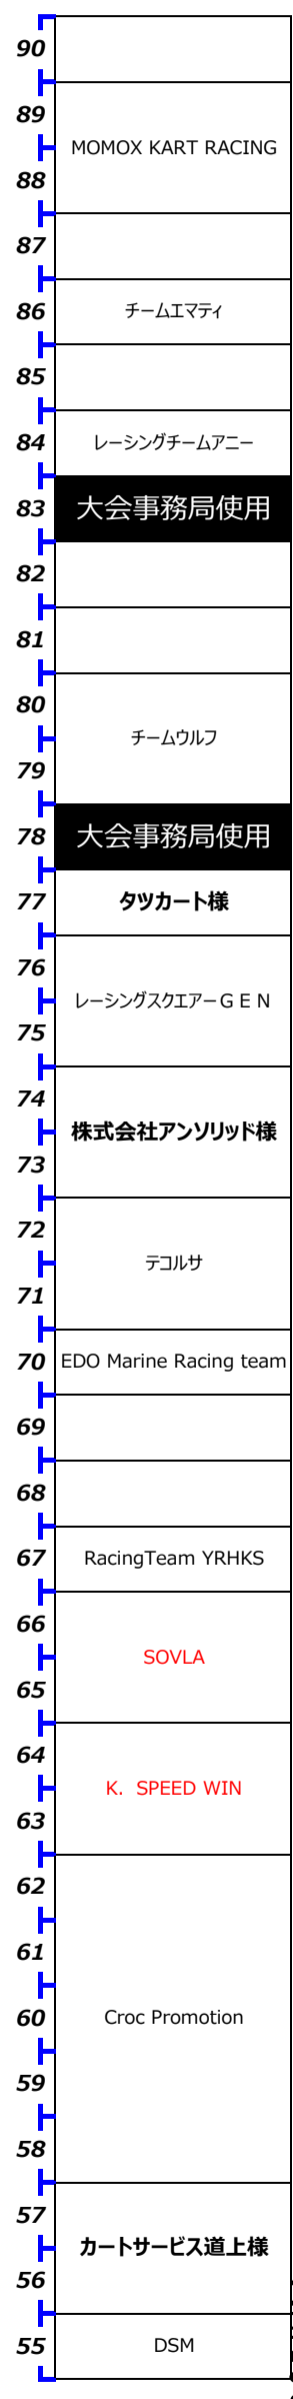 90
89
MOMOX KART RACING
88
87
86 チームエマティ
85
84 レーシングチームアニー
83 大会事務局使用
82
81
80
チームウルフ
79
78 大会事務局使用
77 タツカート様
76
レーシングスクエアーＧＥＮ
75
74
株式会社アンソリッド様
73
72
テコルサ
71
70 EDO Marine Racing team
69
68
67 RacingTeam YRHKS
66
SOVLA
65
64
K. SPEED WIN
63
62
61
60 Croc Promotion
59
58
57
カートサービス道上様
56
55 DSM